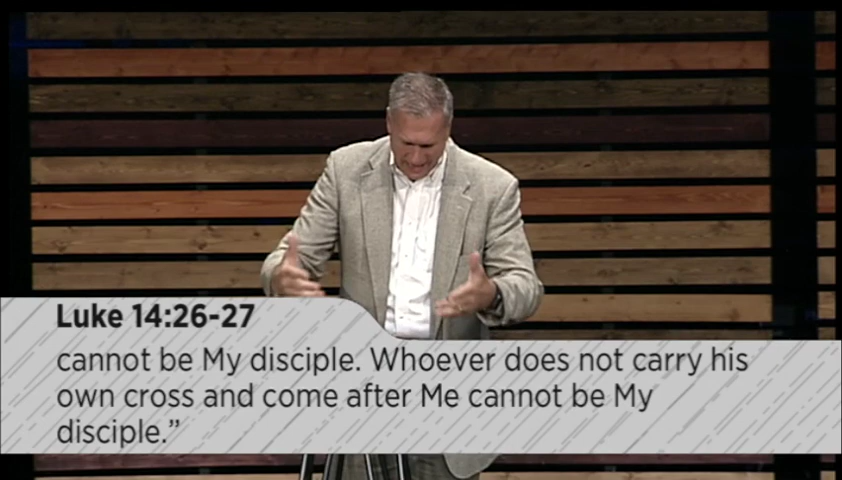 Luke 14:26-27
cannot be My disciple. Whoever does not carry his
own cross and come after Me cannot be My
disciple.”